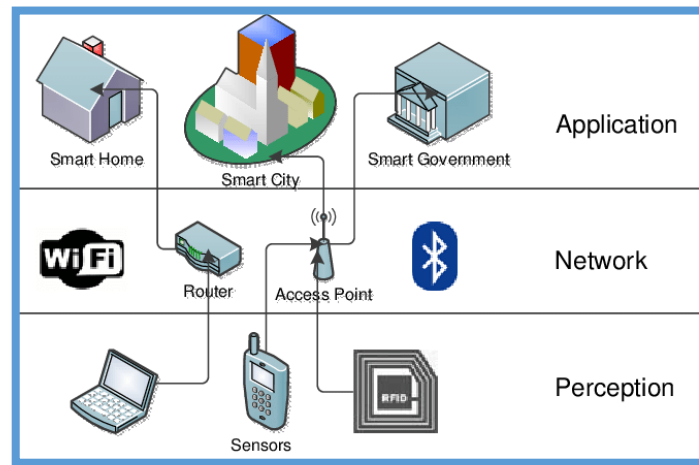 Smart Home
Smart City
Smart Government
Application
WiFi
Router
Access Point
Network
Sensors
RFID
Perception